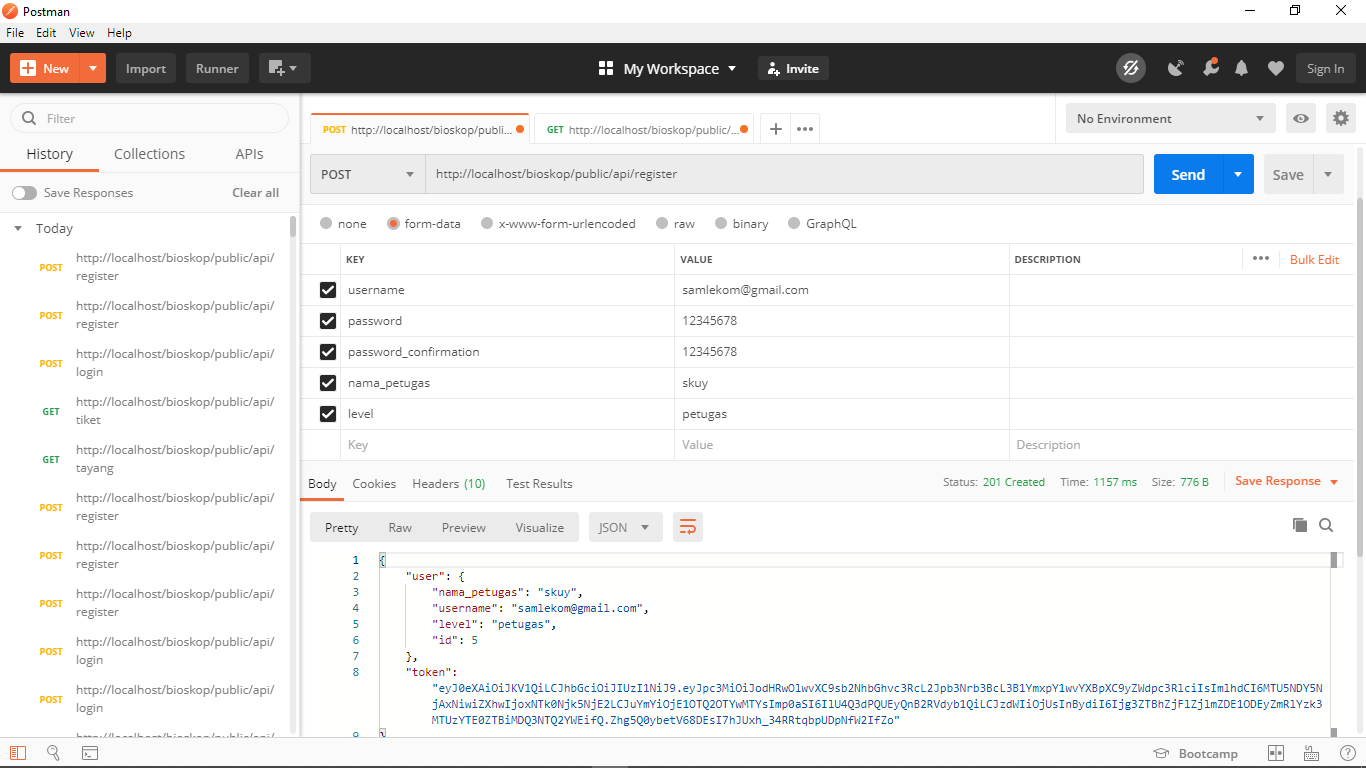 Postman
File Edit View Help
New Import Runner My Workspace Invite Sign In
Filter
History Collections APIs
Save Responses Clear all
Today
POST http://localhost/bioskop/public/api/
register
POST http://localhost/bioskop/public/api/
register
POST http://localhost/bioskop/public/api/
login
GET http://localhost/bioskop/public/api/
tiket
GET http://localhost/bioskop/public/api/
tayang
POST http://localhost/bioskop/public/api/
register
POST http://localhost/bioskop/public/api/
register
POST http://localhost/bioskop/public/api/
register
POST http://localhost/bioskop/public/api/
login
POST http://localhost/bioskop/public/api/
login
http://localhost/bioskop/public/api/
POST http://localhost/bioskop/publi... GET http://localhost/bioskop/public/... + ••• No Environment
POST http://localhost/bioskop/public/api/register Send Save
none form-data x-www-form-urlencoded raw binary GraphQL
KEY VALUE DESCRIPTION ••• Bulk Edit
username samlekom@gmail.com
password 12345678
password_confirmation 12345678
nama_petugas skuy
level petugas
Key Value Description
Body Cookies Headers (10) Test Results Status: 201 Created Time: 1157 ms Size: 776 B Save Response
Pretty Raw Preview Visualize JSON
1 {
2 "user": {
3 "nama_petugas": "skuy",
4 "username": "samlekom@gmail.com",
5 "level": "petugas",
6 "id": 5
7 },
8 "token":
9 }
Bootcamp